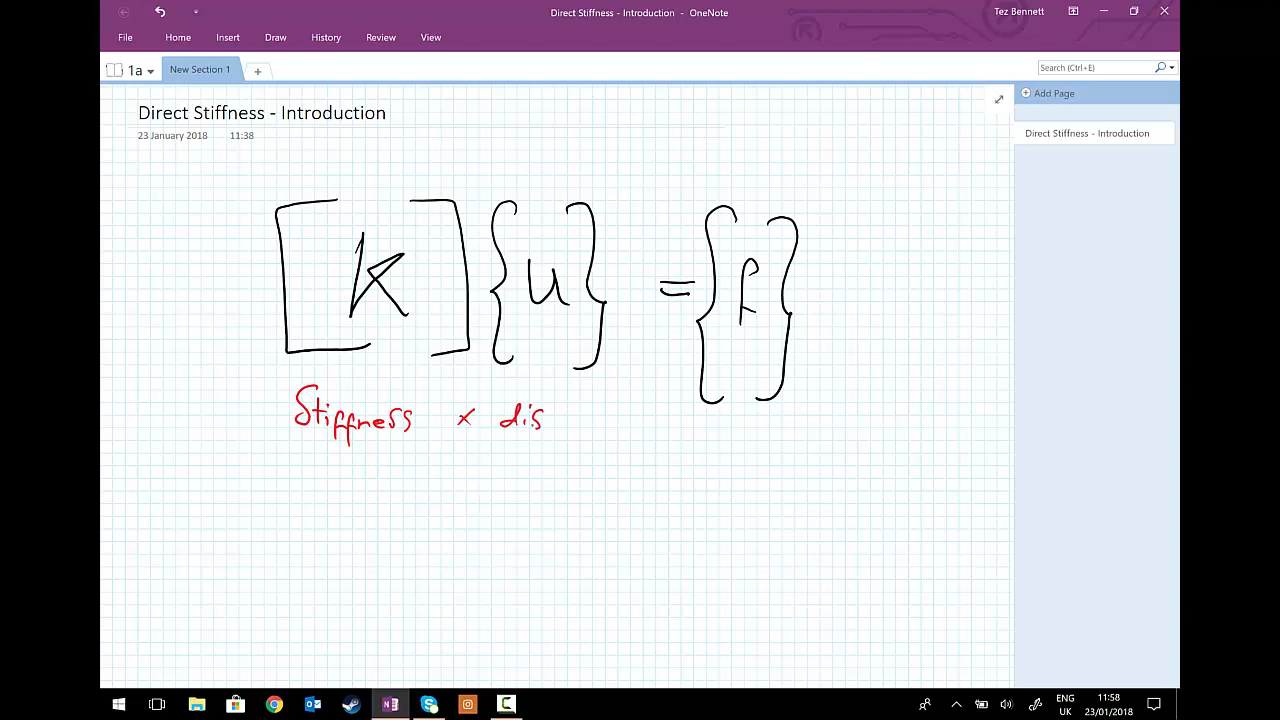 Direct Stiffness - Introduction - OneNote
Tez Bennett
File Home Insert Draw History Review View
1a New Section 1
Search (Ctrl+E)
Add Page
Direct Stiffness - Introduction
Direct Stiffness - Introduction
23 January 2018 11:38
[K]{u} = {f}
Stiffness × dis
ENG 11:58
UK 23/01/2018